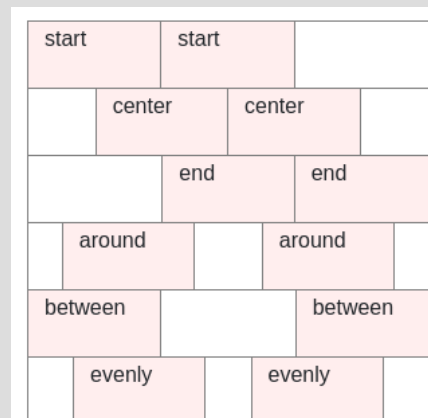 start start
center center
end end
around around
between between
evenly evenly